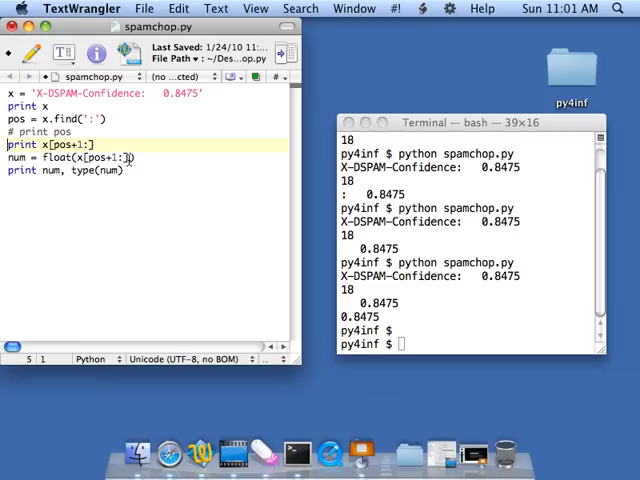 TextWrangler File Edit Text View Search Window #! Help Sun 11:01 AM
spamchop.py
Last Saved: 1/24/10 11:...
File Path: ~/Des...op.py
spamchop.py (no ...cted) #
x = 'X-DSPAM-Confidence:   0.8475'
print x
pos = x.find(':')
# print pos
print x[pos+1:]
num = float(x[pos+1:])
print num, type(num)
5 1 Python Unicode (UTF-8, no BOM)
py4inf
Terminal — bash — 39×16
18
py4inf $ python spamchop.py
X-DSPAM-Confidence:   0.8475
18
:   0.8475
py4inf $ python spamchop.py
X-DSPAM-Confidence:   0.8475
18
   0.8475
py4inf $ python spamchop.py
X-DSPAM-Confidence:   0.8475
18
   0.8475
0.8475
py4inf $
py4inf $